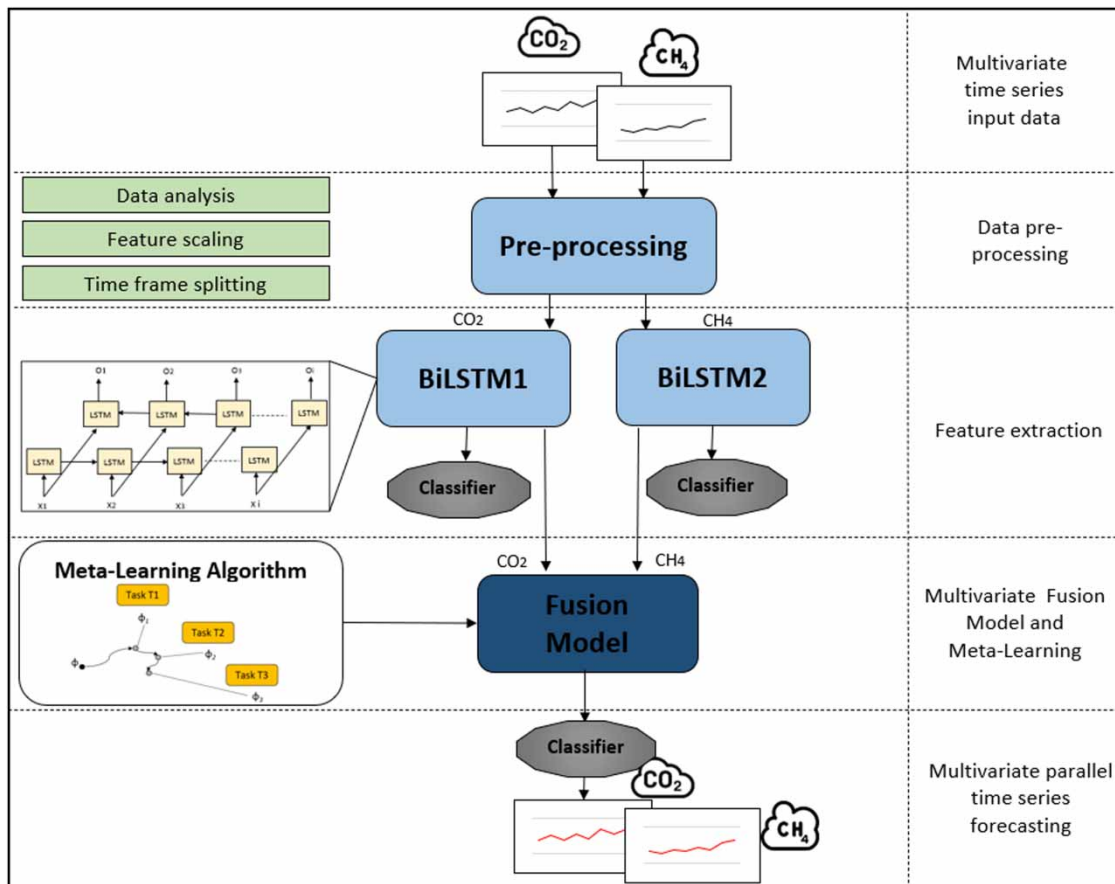 CO2
CH4
Multivariate
time series
input data
Data analysis
Feature scaling
Time frame splitting
Pre-processing
Data pre-
processing
CO2
CH4
BiLSTM1
BiLSTM2
O1 O2 O3 Oi
LSTM LSTM LSTM LSTM
LSTM LSTM LSTM LSTM
X1 X2 X3 X i
Classifier
Classifier
Feature extraction
CO2
CH4
Meta-Learning Algorithm
Task T1
ϕ1
Task T2
ϕ
ϕ2
Task T3
ϕ3
Fusion
Model
Multivariate Fusion
Model and
Meta-Learning
Classifier
CO2
CH4
Multivariate parallel
time series
forecasting